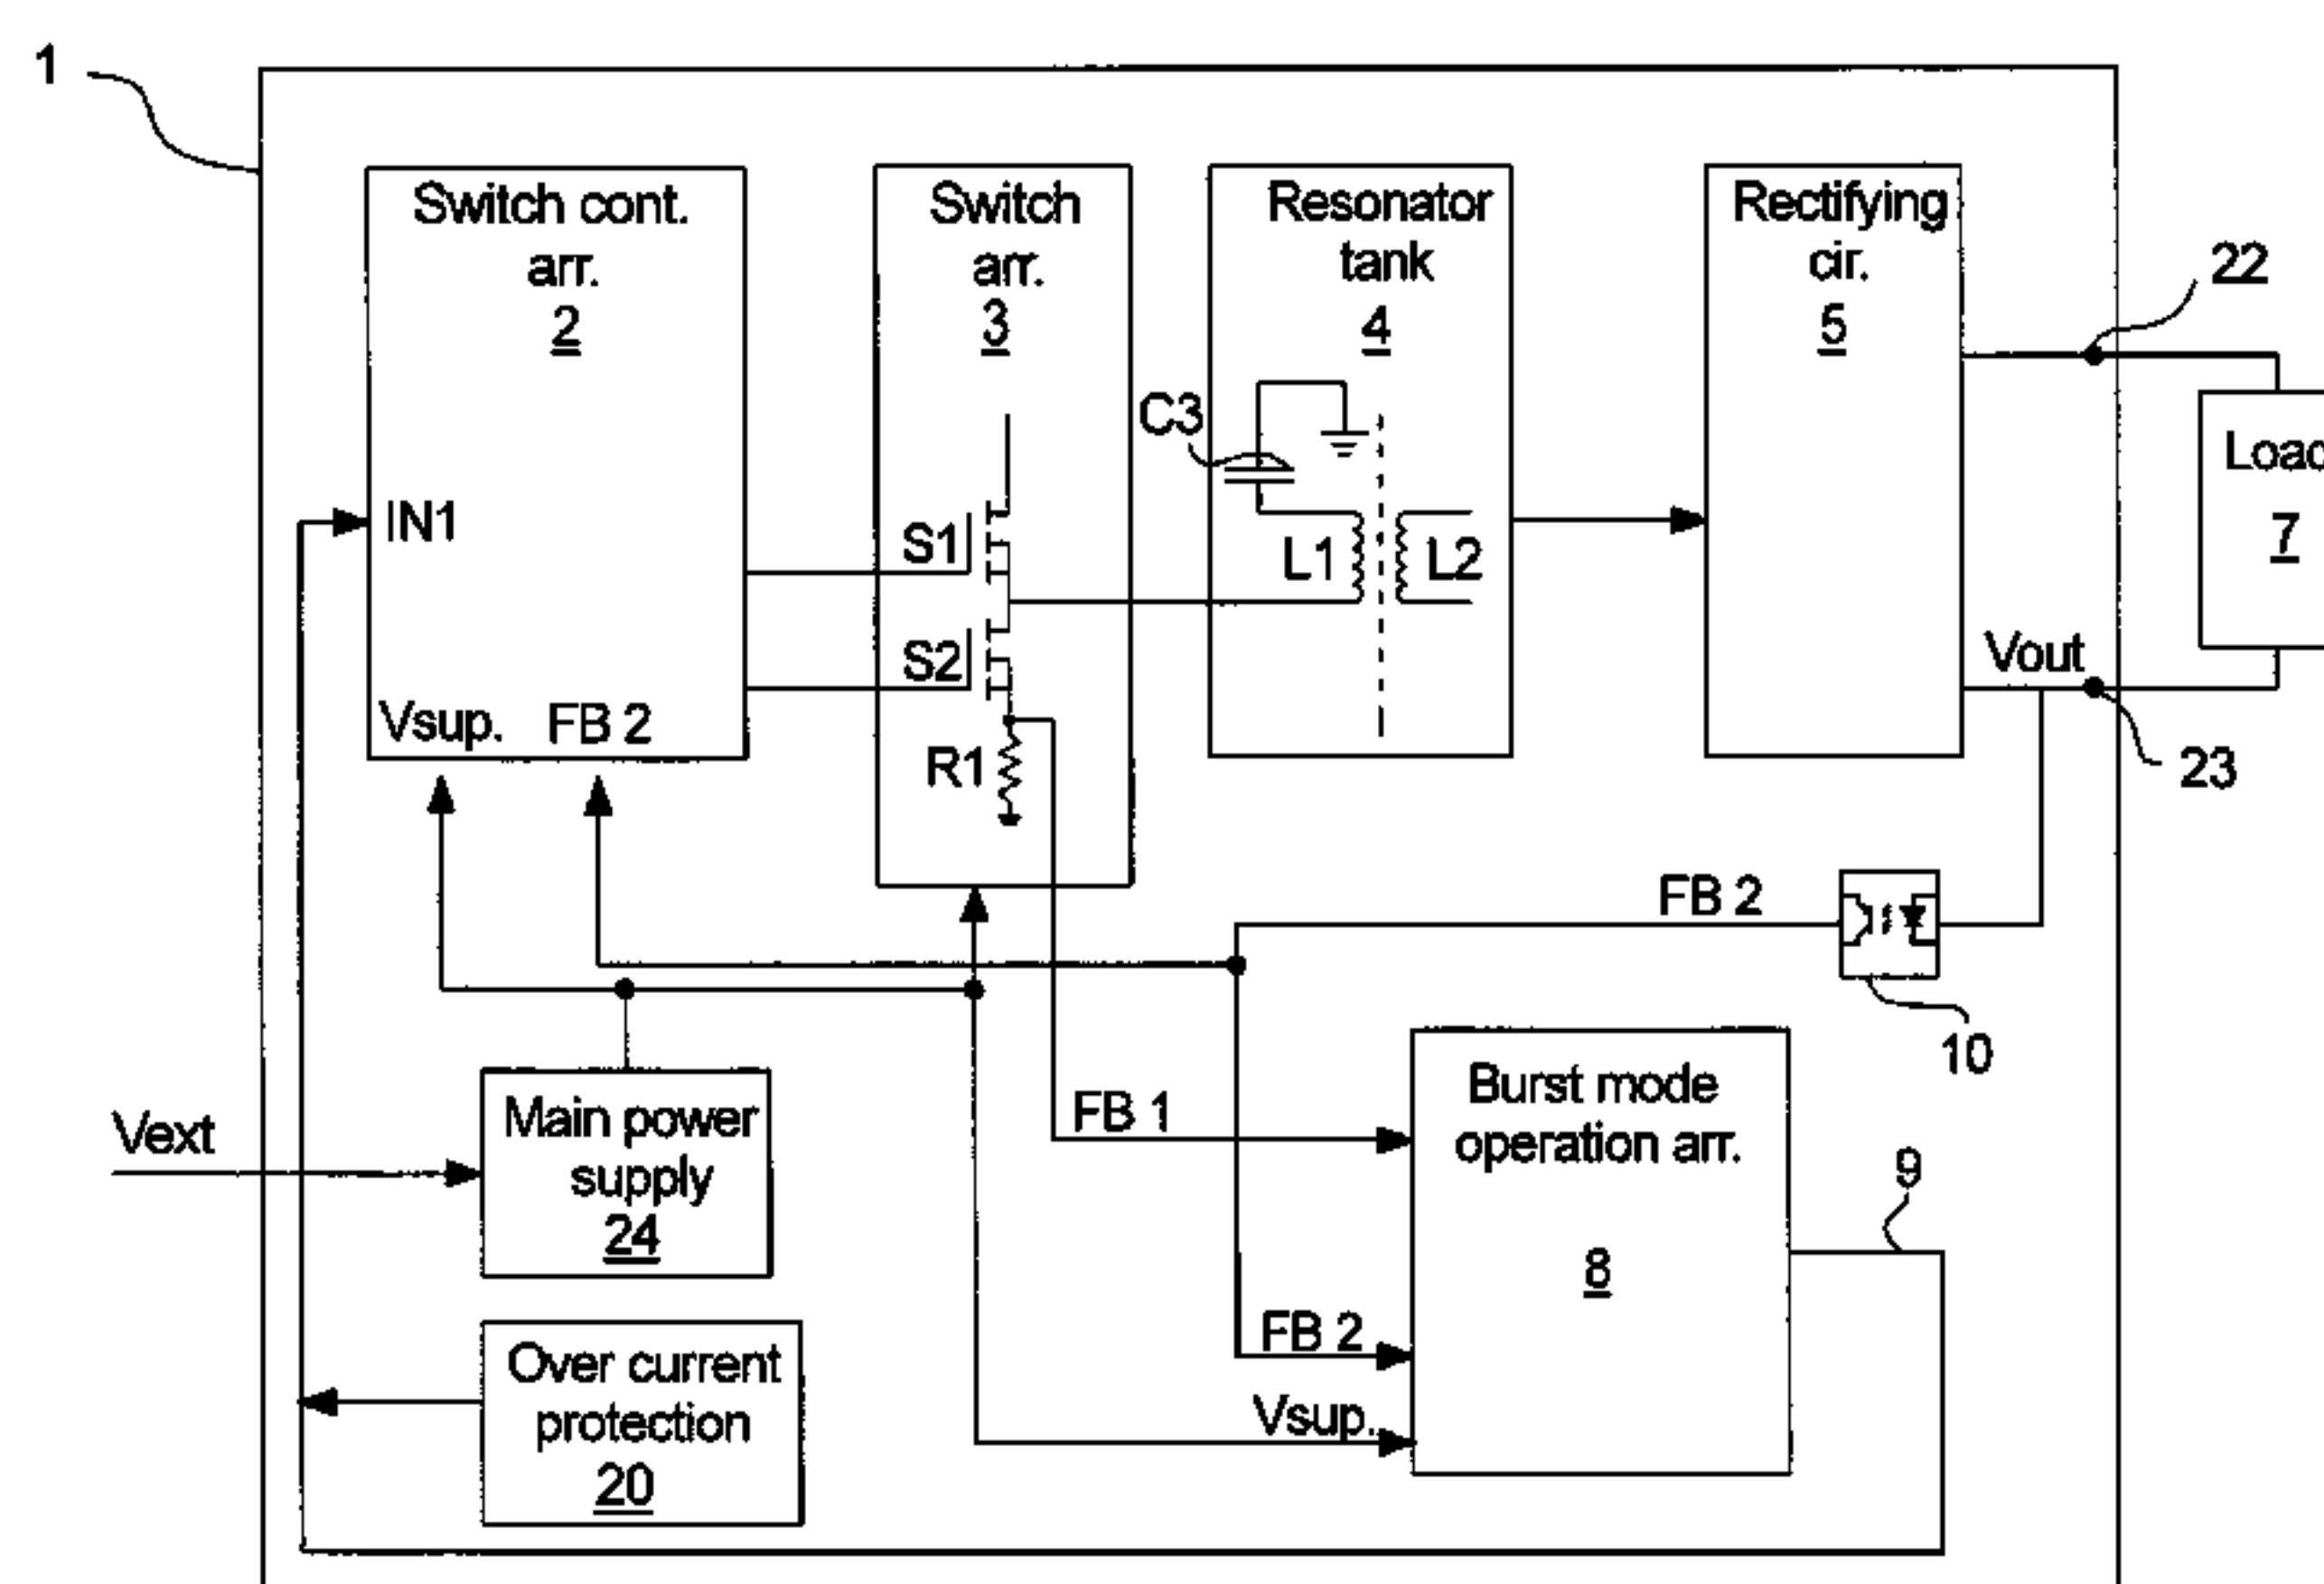 1
Switch cont.
arr.
2
Switch
arr.
3
Resonator
tank
4
Rectifying
cir.
5
22
C3
Load
7
IN1
S1
L1
L2
S2
Vout
Vsup.
FB 2
R1
23
FB 2
10
Main power
supply
24
Vext
FB 1
Burst mode
operation arr.
8
9
FB 2
Vsup.
Over current
protection
20